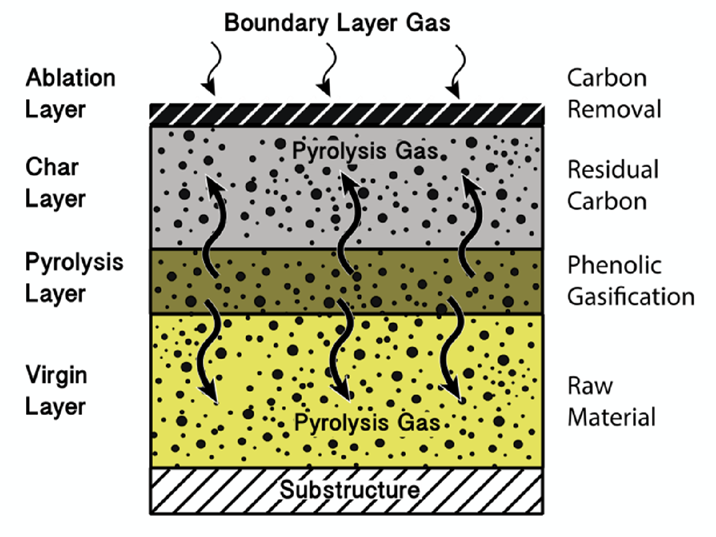 Boundary Layer Gas
Ablation
Layer
Carbon
Removal
Pyrolysis Gas
Char
Layer
Residual
Carbon
Pyrolysis
Layer
Phenolic
Gasification
Virgin
Layer
Raw
Material
Pyrolysis Gas
Substructure